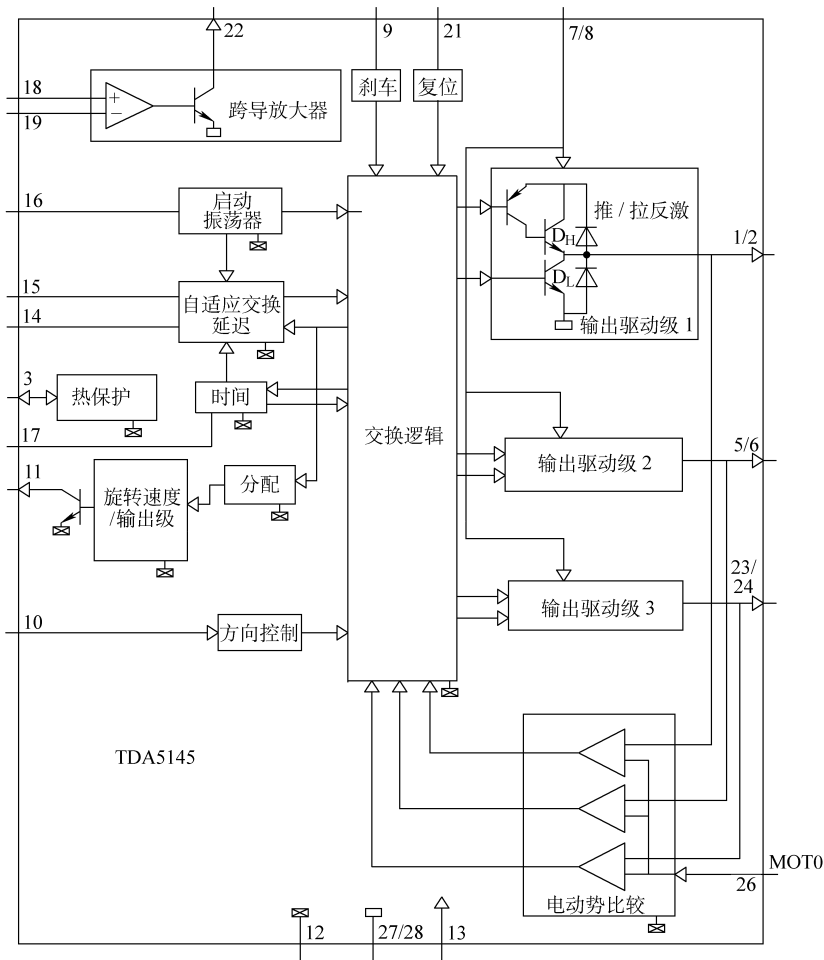 22
9
21
7/8
18
19
+
−
跨导放大器
刹车
复位
16
启动
振荡器
推/拉反激
D_H
D_L
输出驱动级 1
1/2
15
14
自适应交换
延迟
3
热保护
时间
17
交换逻辑
输出驱动级 2
5/6
11
旋转速度
/输出级
分配
23/
24
输出驱动级 3
10
方向控制
TDA5145
MOT0
26
电动势比较
12
27/28
13